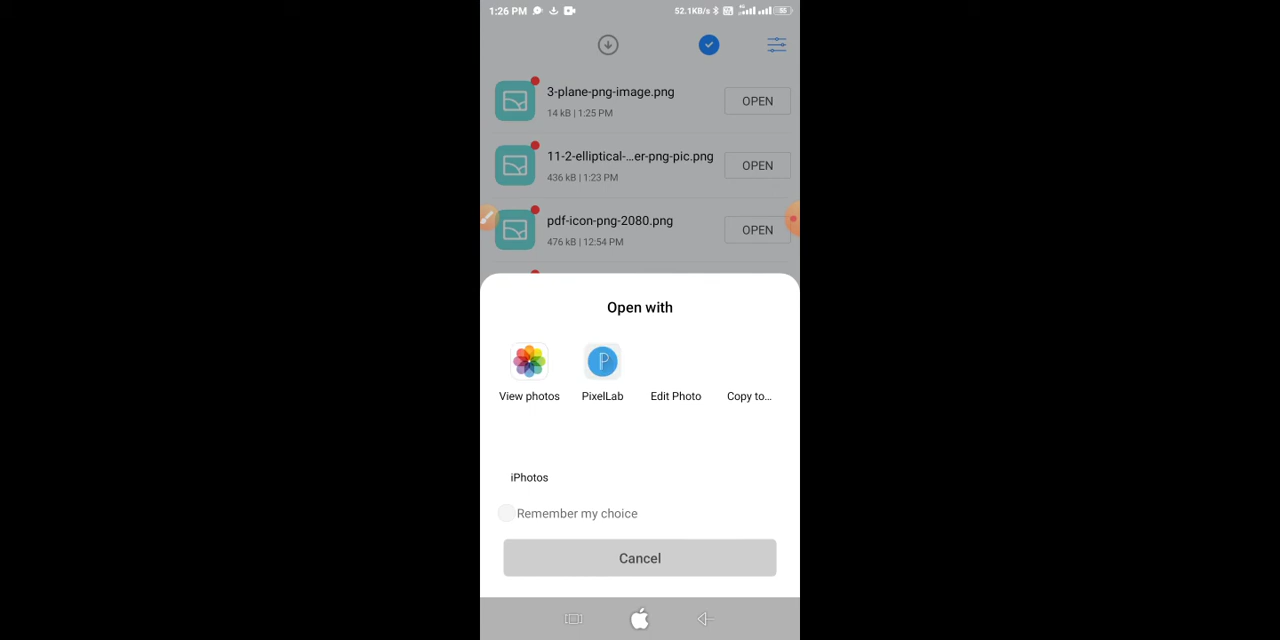 1:26 PM
52.1KB/s
55
3-plane-png-image.png
14 kB | 1:25 PM
OPEN
11-2-elliptical-...er-png-pic.png
436 kB | 1:23 PM
OPEN
pdf-icon-png-2080.png
476 kB | 12:54 PM
OPEN
Open with
P
View photos
PixelLab
Edit Photo
Copy to...
iPhotos
Remember my choice
Cancel